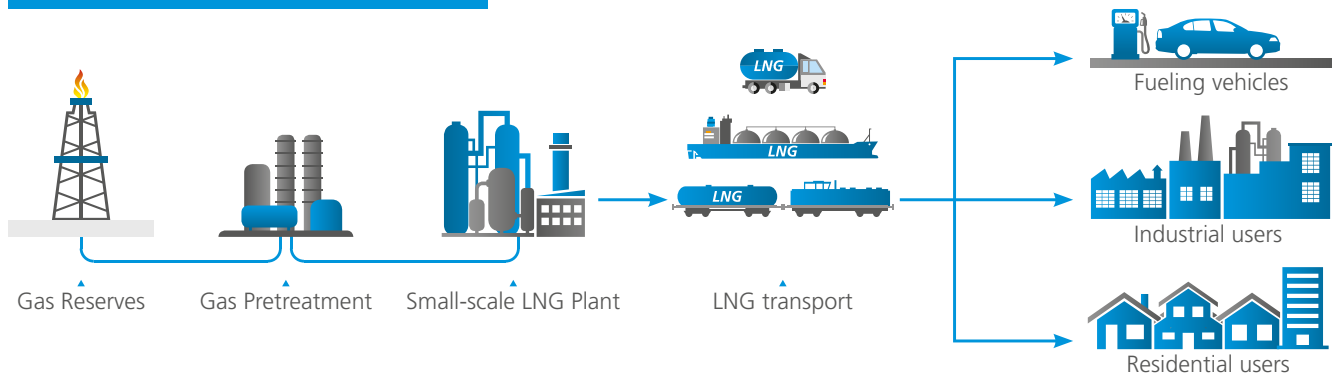 LNG
LNG
LNG
Fueling vehicles
Industrial users
Gas Reserves
Gas Pretreatment
Small-scale LNG Plant
LNG transport
Residential users